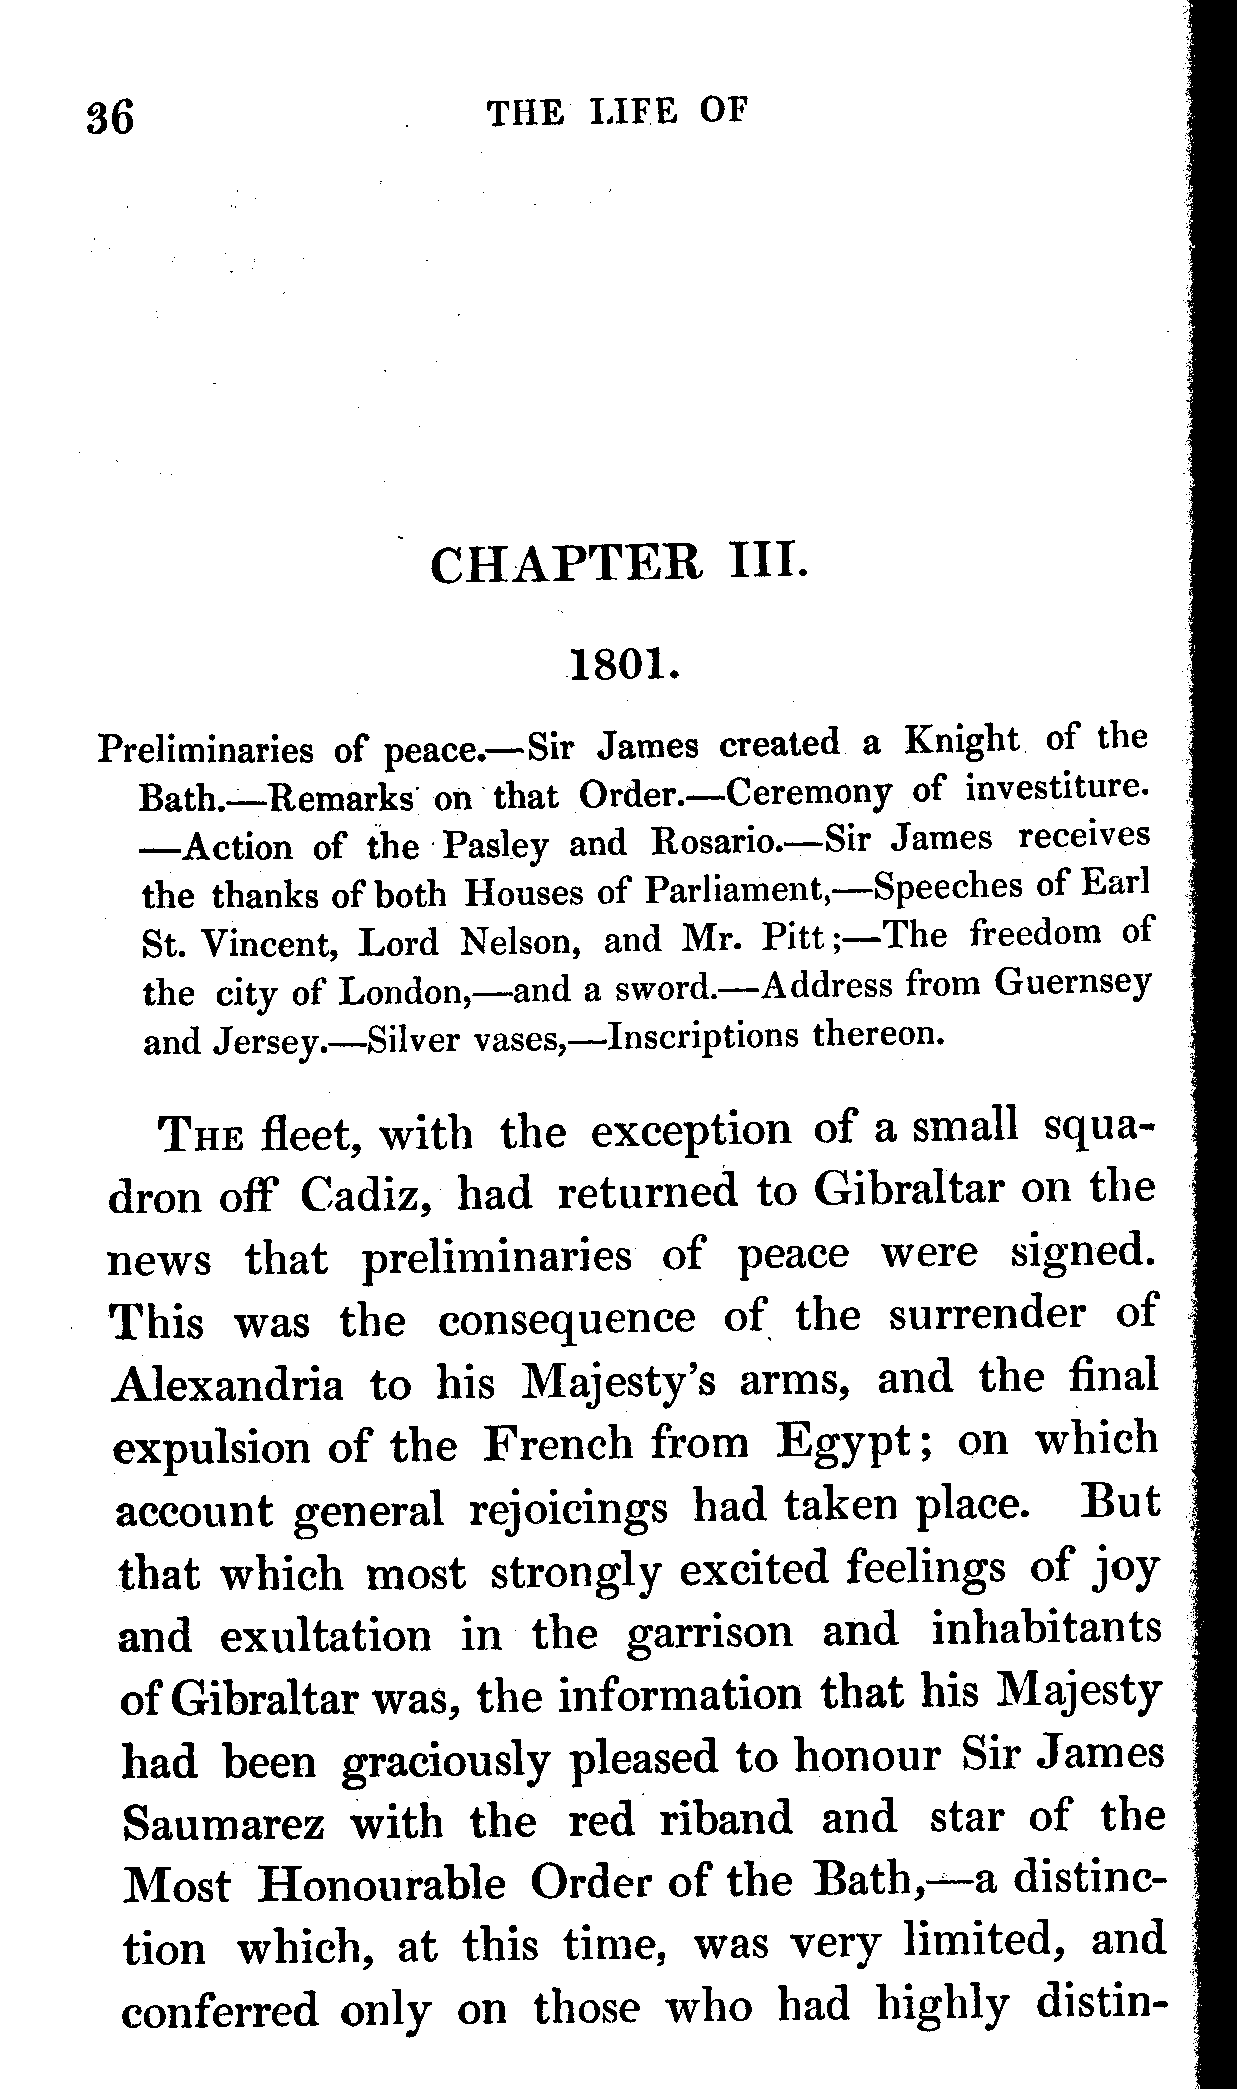 36 THE LIFE OF
CHAPTER III.
1801.
Preliminaries of peace.—Sir James created a Knight of the
Bath.—Remarks on that Order.—Ceremony of investiture.
—Action of the Pasley and Rosario.—Sir James receives
the thanks of both Houses of Parliament,—Speeches of Earl
St. Vincent, Lord Nelson, and Mr. Pitt;—The freedom of
the city of London,—and a sword.—Address from Guernsey
and Jersey.—Silver vases,—Inscriptions thereon.
THE fleet, with the exception of a small squa-
dron off Cadiz, had returned to Gibraltar on the
news that preliminaries of peace were signed.
This was the consequence of the surrender of
Alexandria to his Majesty's arms, and the final
expulsion of the French from Egypt; on which
account general rejoicings had taken place. But
that which most strongly excited feelings of joy
and exultation in the garrison and inhabitants
of Gibraltar was, the information that his Majesty
had been graciously pleased to honour Sir James
Saumarez with the red riband and star of the
Most Honourable Order of the Bath,—a distinc-
tion which, at this time, was very limited, and
conferred only on those who had highly distin-